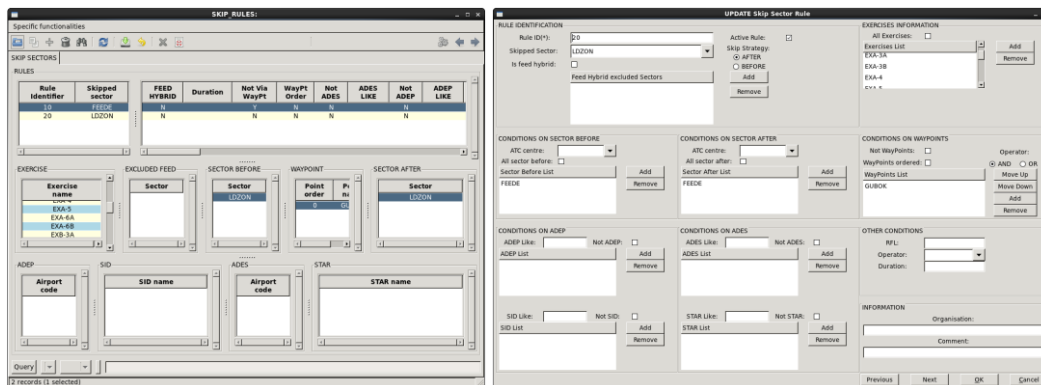 SKIP_RULES:
Specific functionalities
SKIP SECTORS
RULES
Rule Identifier Skipped sector FEED HYBRID Duration Not Via WayPt WayPt Order Not ADES ADES LIKE Not ADEP ADEP LIKE
10 FEEDE N Y N N N
20 LDZON N N N N N
EXERCISE EXCLUDED FEED SECTOR BEFORE WAYPOINT SECTOR AFTER
Exercise name Sector Sector Point order Sector
EXA-5 LDZON 0 LDZON
EXA-6A
EXA-6B
EXB-3A
ADEP SID ADES STAR
Airport code SID name Airport code STAR name
Query
2 records (1 selected)
UPDATE Skip Sector Rule
RULE IDENTIFICATION
Rule ID(*): 20 Active Rule:
Skipped Sector: LDZON Skip Strategy:
AFTER
Is feed hybrid: BEFORE
Feed Hybrid excluded Sectors Add
Remove
EXERCISES INFORMATION
All Exercises:
Exercises List Add
EXA-3A Remove
EXA-3B
EXA-4
EXA-5
CONDITIONS ON SECTOR BEFORE
ATC centre:
All sector before:
Sector Before List Add
FEEDE Remove
CONDITIONS ON SECTOR AFTER
ATC centre:
All sector after:
Sector After List Add
FEEDE Remove
CONDITIONS ON WAYPOINTS
Not WayPoints: Operator:
WayPoints ordered: AND OR
WayPoints List Move Up
GUBOK Move Down
Add
Remove
CONDITIONS ON ADEP
ADEP Like: Not ADEP:
ADEP List Add
Remove
CONDITIONS ON ADES
ADES Like: Not ADES:
ADES List Add
Remove
OTHER CONDITIONS
RFL:
Operator:
Duration:
SID Like: Not SID:
SID List Add
Remove
STAR Like: Not STAR:
STAR List Add
Remove
INFORMATION
Organisation:
Comment:
Previous Next OK Cancel